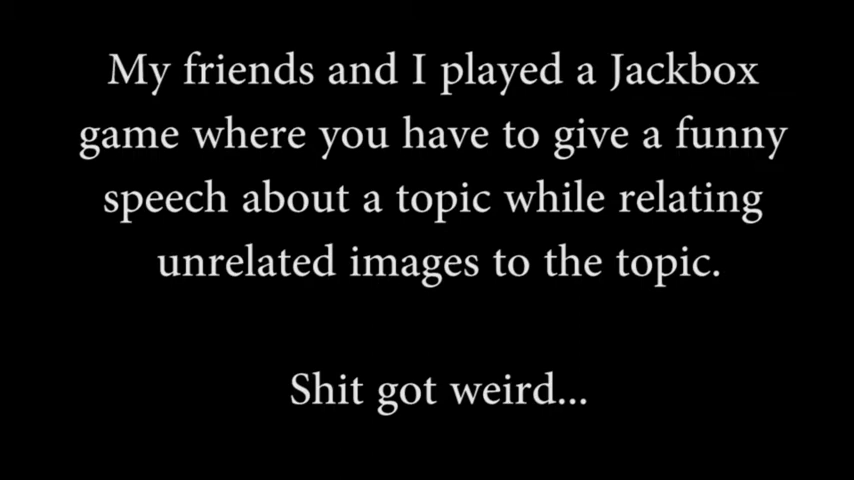 My friends and I played a Jackbox
game where you have to give a funny
speech about a topic while relating
unrelated images to the topic.
Shit got weird...